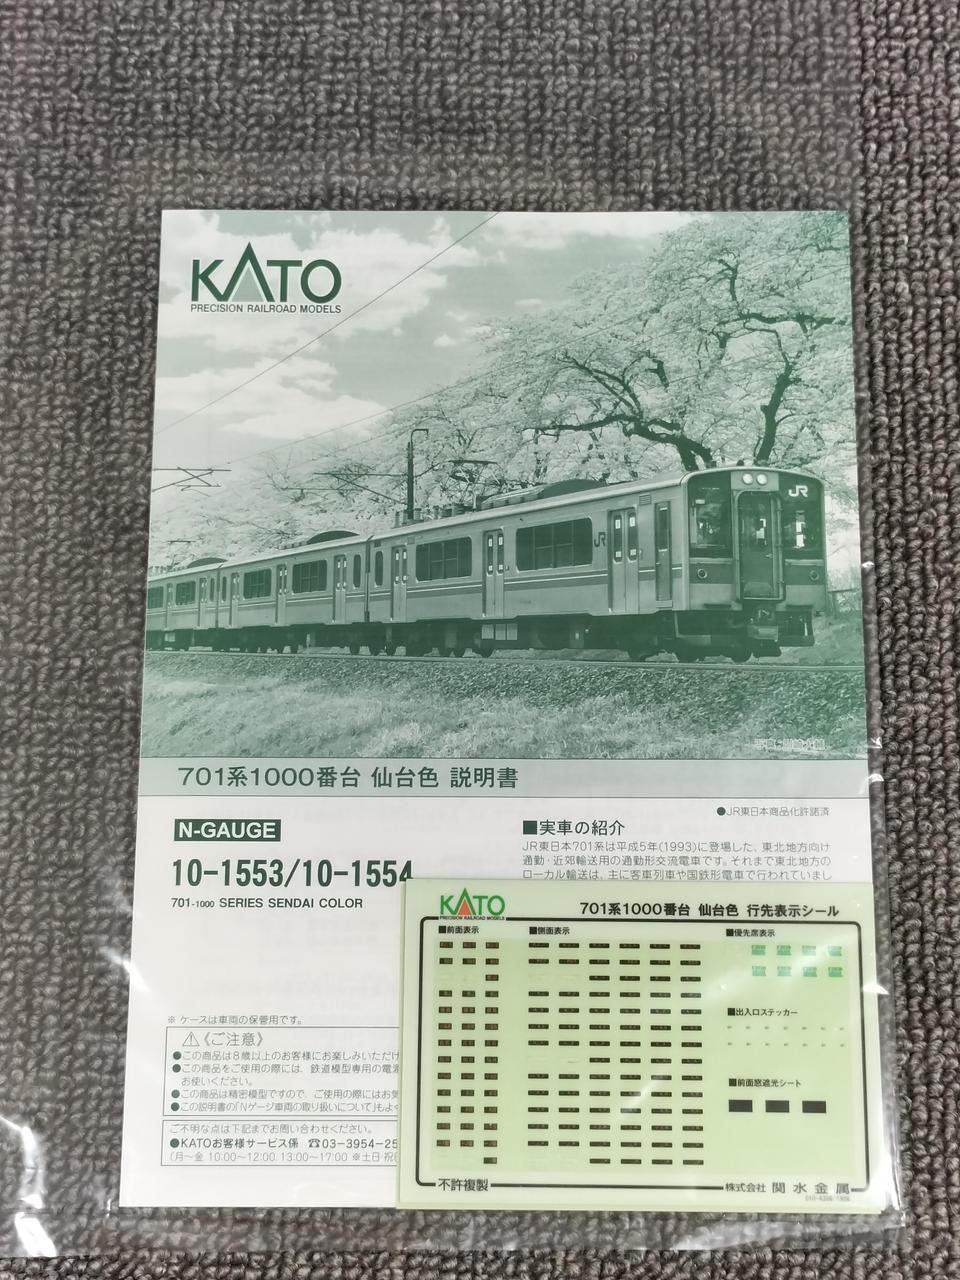 KATO
PRECISION RAILROAD MODELS
JR
JR
701系1000番台 仙台色 説明書
●JR東日本商品化許諾済
N-GAUGE
10-1553/10-1554
701-1000 SERIES SENDAI COLOR
■実車の紹介
JR東日本701系は平成5年(1993)に登場した、東北地方向け
通勤・近郊輸送用の通勤形交流電車です。それまで東北地方の
ローカル輸送は、主に客車列車や国鉄形電車で行われていまし
※ ケースは車両の保管用です。
⚠《ご注意》
●この商品は8歳以上のお客様にお楽しみいただけ
●この商品をご使用の際には、鉄道模型専用の電源
お使いください。
●この商品は精密模型ですので、ご使用の際にはお気
●この説明書の「Nゲージ車両の取り扱いについて」もよく
ご不明な点は下記までお問い合わせください。
●KATOお客様サービス係 ☎03-3954-25
(月〜金 10:00〜12:00、13:00〜17:00 ※土日・祝日
KATO
PRECISION RAILROAD MODELS
701系1000番台 仙台色 行先表示シール
■前面表示
■側面表示
■優先席表示
■出入口ステッカー
■前面窓遮光シート
不許複製
株式会社 関水金属